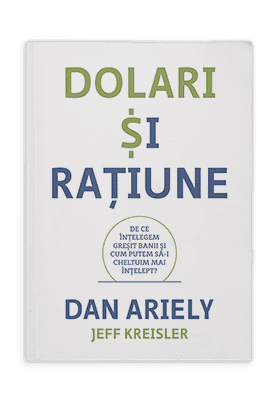 DOLARI
ȘI
RAȚIUNE
DE CE
ÎNȚELEGEM
GREȘIT BANII ȘI
CUM PUTEM SĂ-I
CHELTUIM MAI
ÎNȚELEPT?
DAN ARIELY
JEFF KREISLER